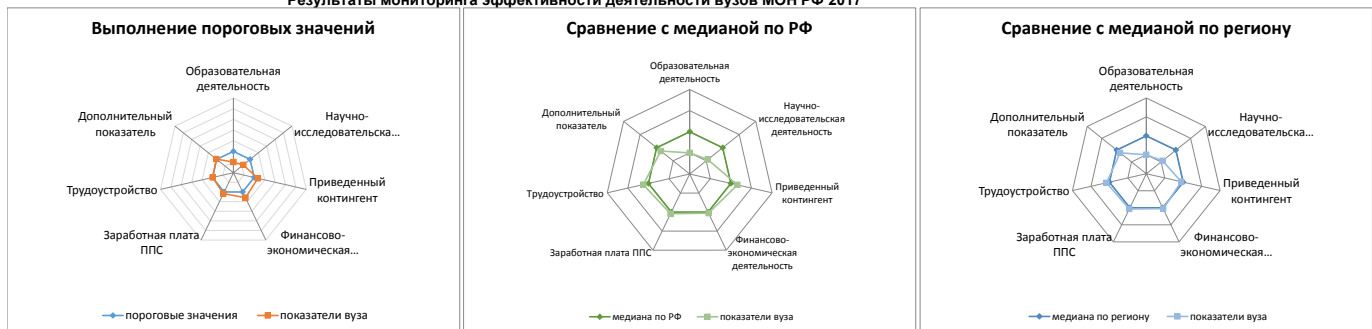 Результаты мониторинга эффективности деятельности вузов МОН РФ 2017
Выполнение пороговых значений
Образовательная
деятельность
Научно-
исследовательска...
Приведенный
контингент
Финансово-
экономическая...
Заработная плата
ППС
Трудоустройство
Дополнительный
показатель
пороговые значения
показатели вуза
Сравнение с медианой по РФ
Образовательная
деятельность
Научно-
исследовательская
деятельность
Приведенный
контингент
Финансово-
экономическая
деятельность
Заработная плата ППС
Трудоустройство
Дополнительный
показатель
медиана по РФ
показатели вуза
Сравнение с медианой по региону
Образовательная
деятельность
Научно-
исследовательска...
Приведенный
контингент
Финансово-
экономическая...
Заработная плата
ППС
Трудоустройство
Дополнительный
показатель
медиана по региону
показатели вуза